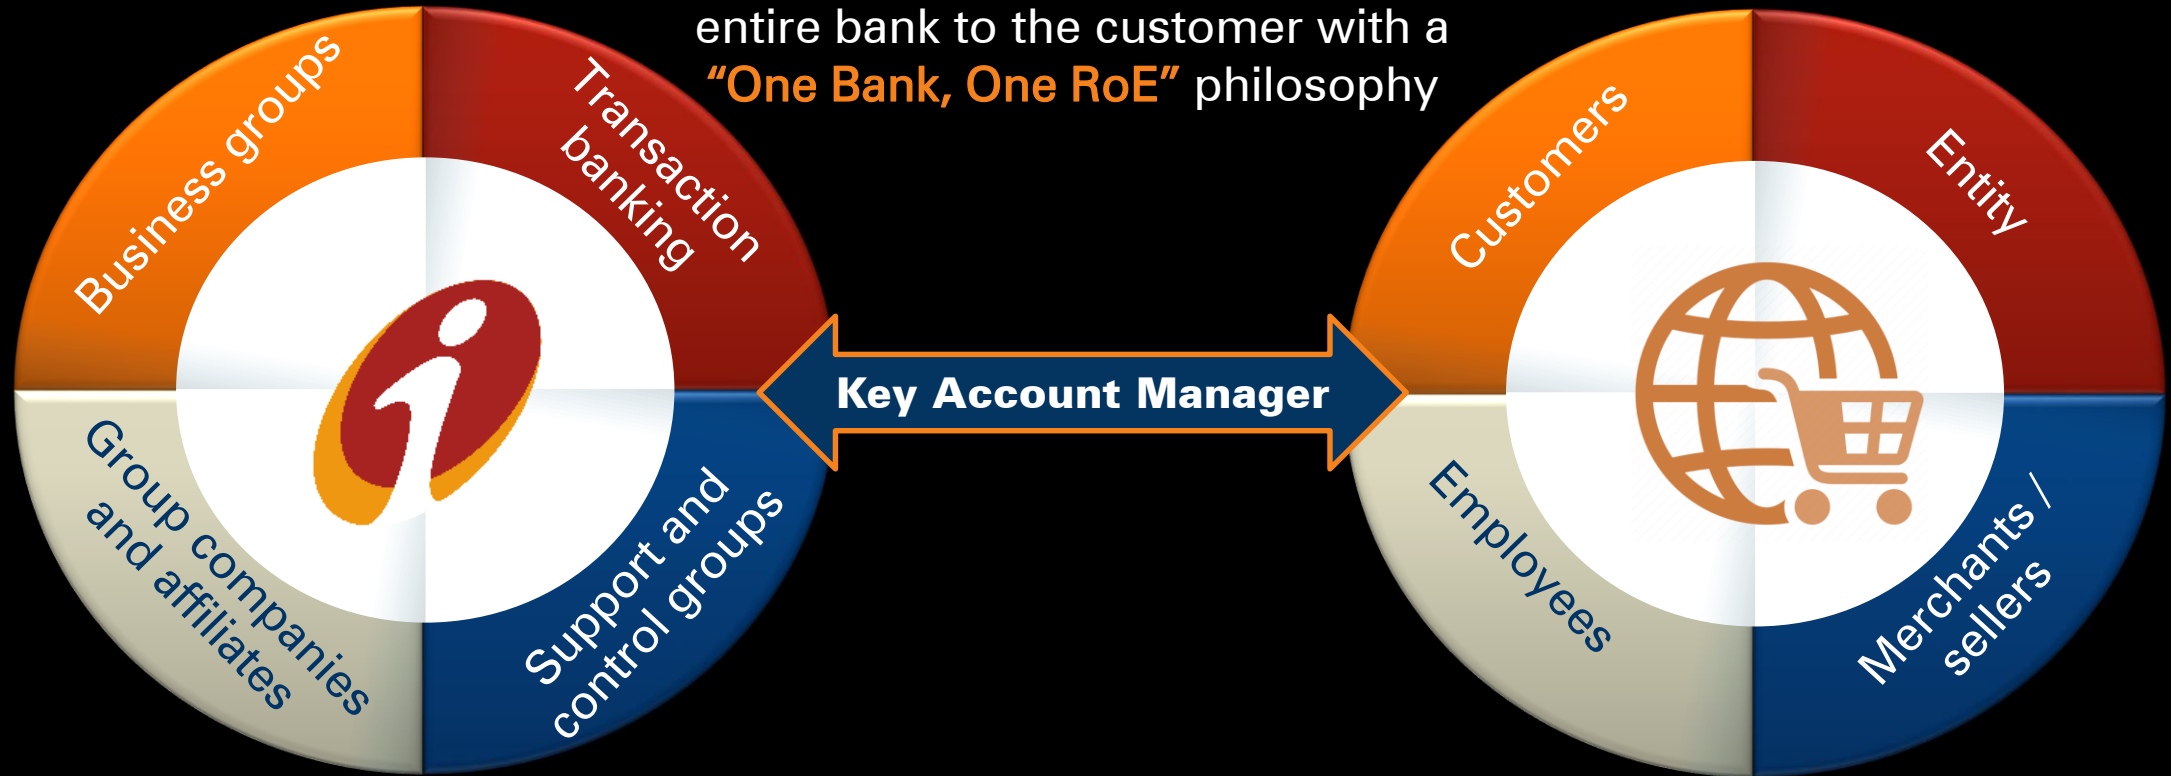 entire bank to the customer with a
“One Bank, One RoE” philosophy
Business groups
Transaction
banking
Group companies
and affiliates
Support and
control groups
Key Account Manager
Customers
Entity
Employees
Merchants /
sellers